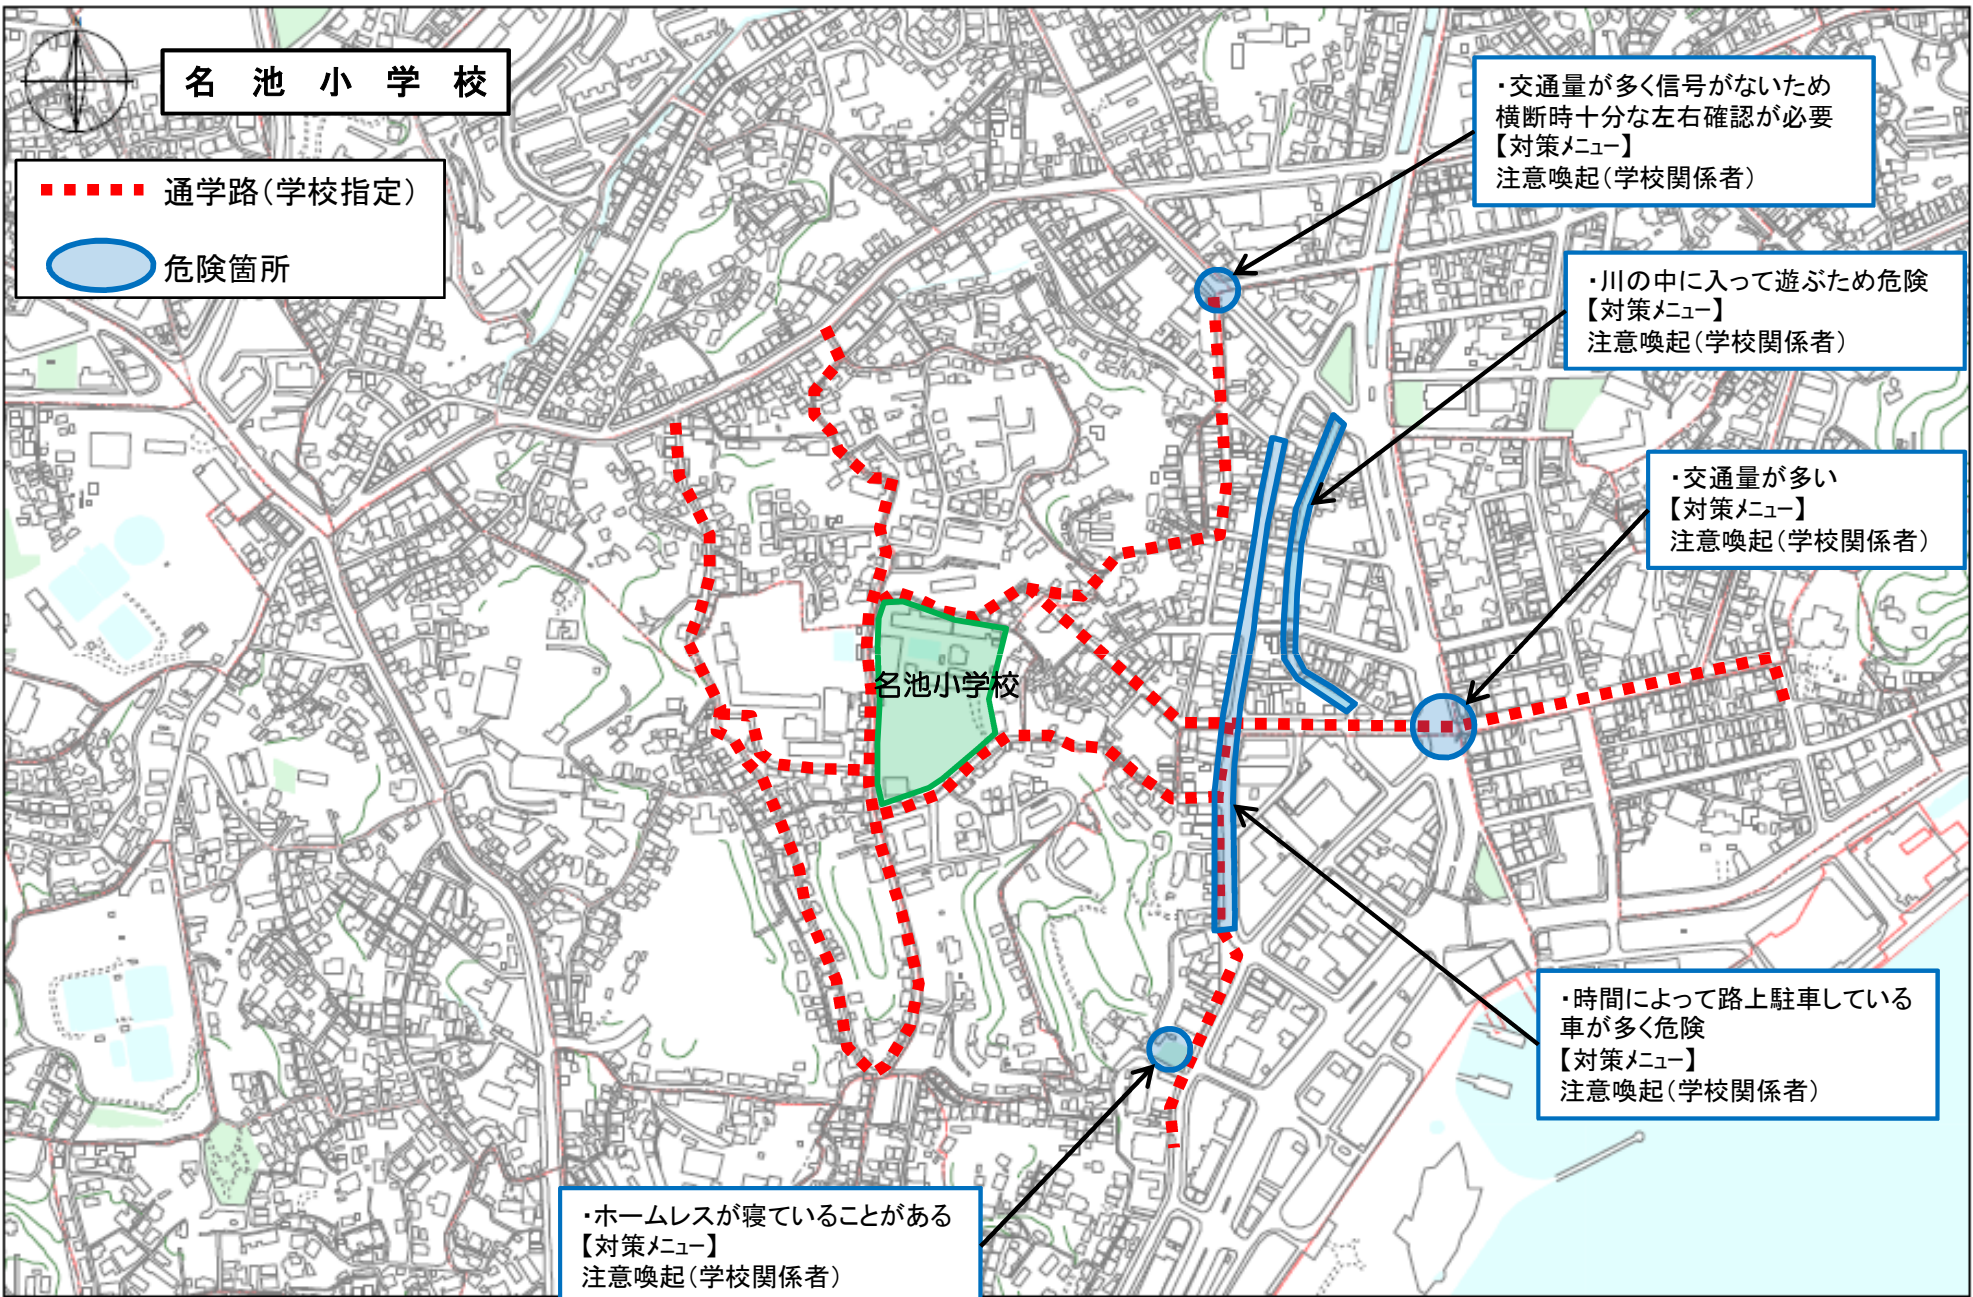 名池小学校
通学路(学校指定)
危険箇所
・交通量が多く信号がないため
横断時十分な左右確認が必要
【対策メニュー】
注意喚起(学校関係者)
・川の中に入って遊ぶため危険
【対策メニュー】
注意喚起(学校関係者)
・交通量が多い
【対策メニュー】
注意喚起(学校関係者)
名池小学校
・時間によって路上駐車している
車が多く危険
【対策メニュー】
注意喚起(学校関係者)
・ホームレスが寝ていることがある
【対策メニュー】
注意喚起(学校関係者)